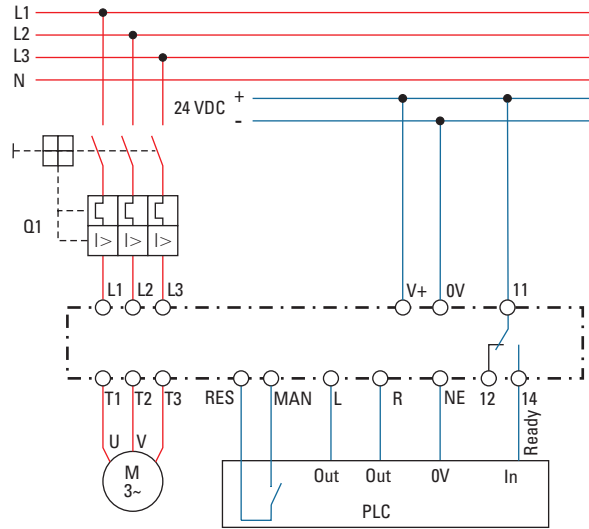 L1
L2
L3
N
24 VDC
+
-
Q1
I> I> I>
L1 L2 L3 V+ 0V 11
T1 T2 T3 RES MAN L R NE 12 14
Ready
U V
M
3~
Out Out 0V In
PLC